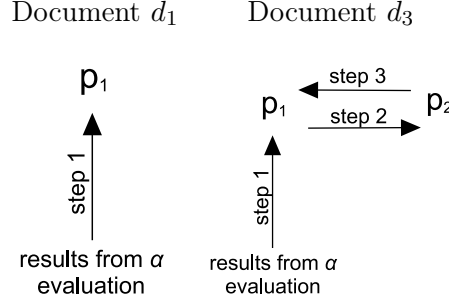 Document d₁
p₁
step 1
results from α
evaluation
Document d₃
step 3
p₁
p₂
step 2
step 1
results from α
evaluation